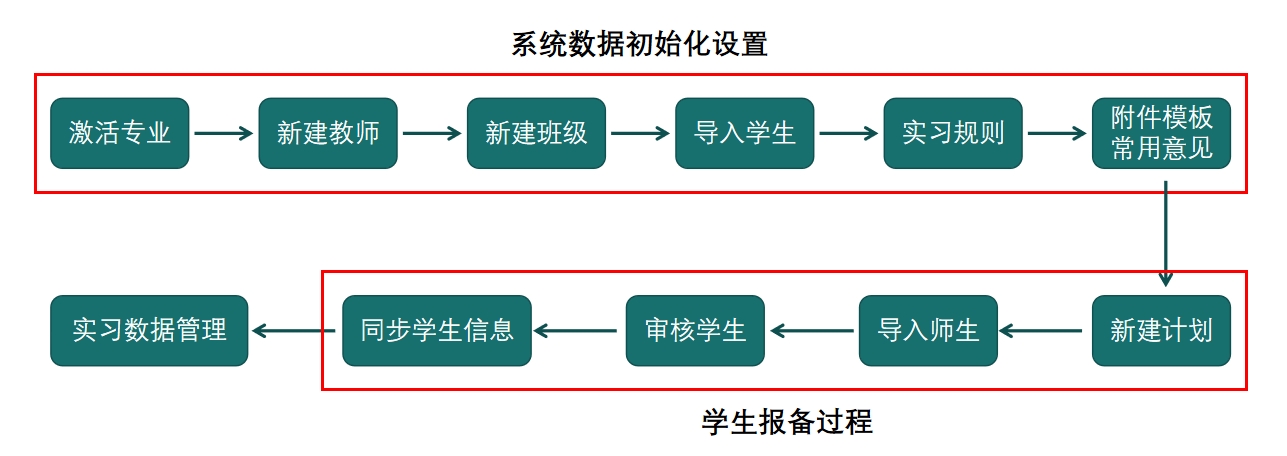 系统数据初始化设置
激活专业
新建教师
新建班级
导入学生
实习规则
附件模板
常用意见
新建计划
导入师生
审核学生
同步学生信息
实习数据管理
学生报备过程